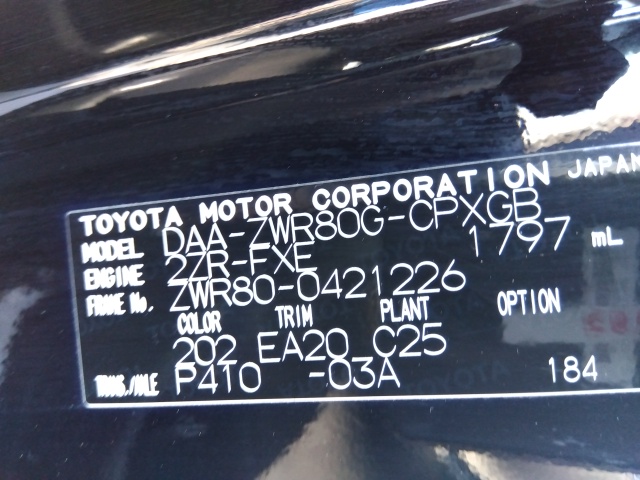 TOYOTA MOTOR CORPORATION JAPAN
MODEL DAA-ZWR80G-CPXGB
ENGINE 2ZR-FXE 1797 mL
FRAME No. ZWR80-0421226
COLOR TRIM PLANT OPTION
202 EA20 C25
TRANS./AXLE P410 -03A 184